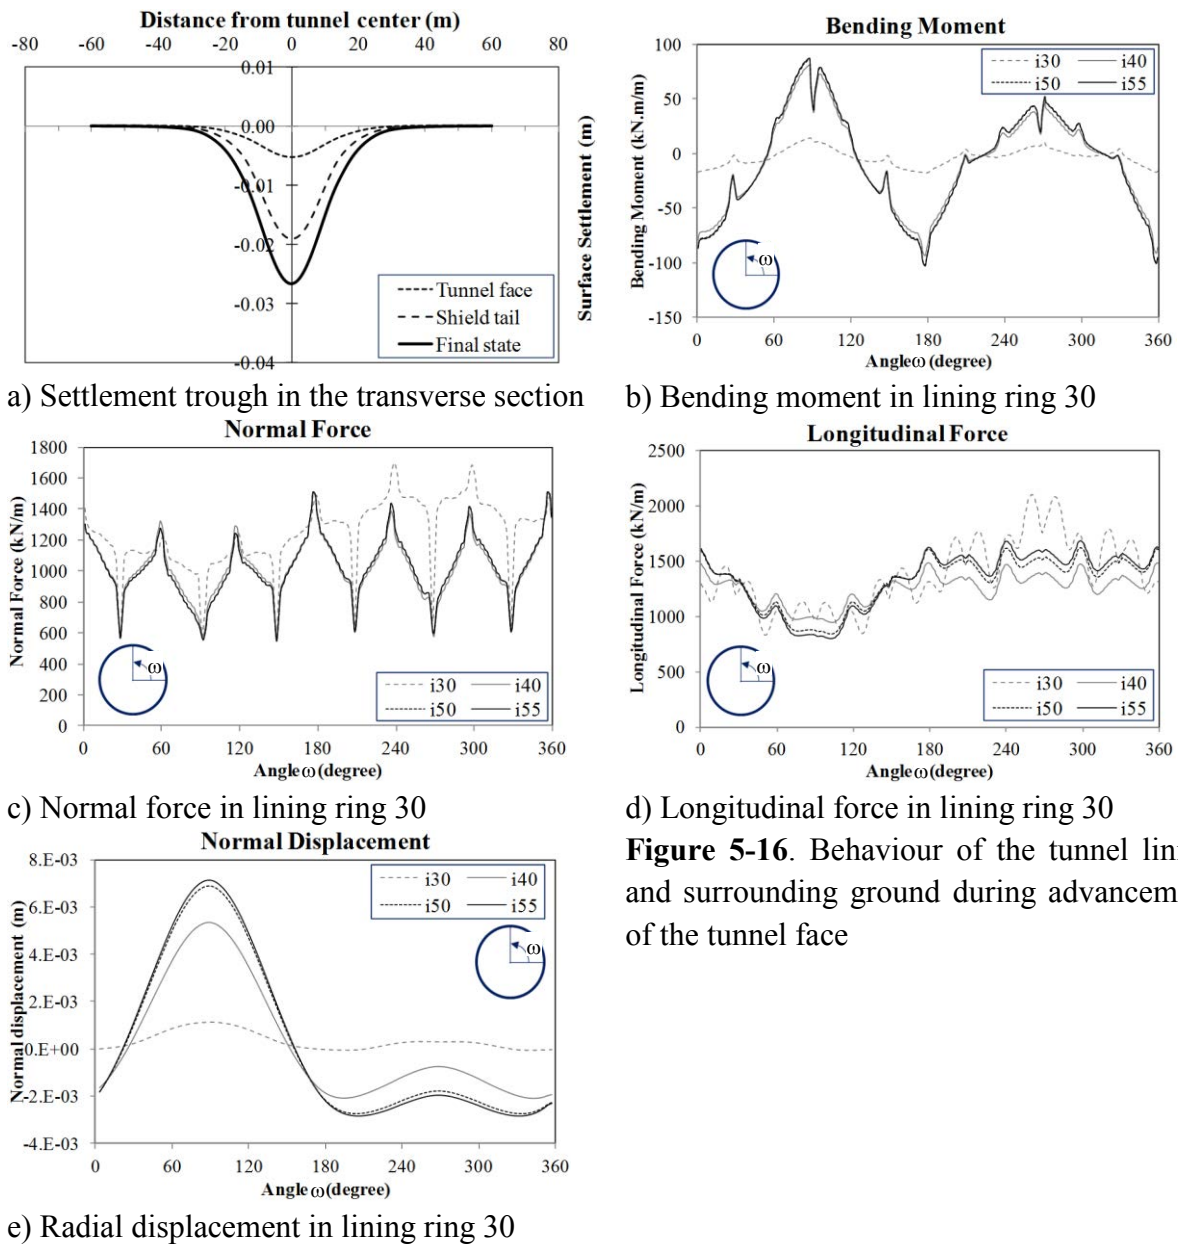 Distance from tunnel center (m)
-80 -60 -40 -20 0 20 40 60 80
0.01
0.00
-0.01
-0.02
-0.03
-0.04
Surface Settlement (m)
Tunnel face
Shield tail
Final state
a) Settlement trough in the transverse section
Bending Moment
100
50
0
-50
-100
-150
Bending Moment (kN.m/m)
i30 i40
i50 i55
ω
0 60 120 180 240 300 360
Angle ω (degree)
b) Bending moment in lining ring 30
Normal Force
1800
1600
1400
1200
1000
800
600
400
200
0
Normal Force (kN/m)
ω
i30 i40
i50 i55
0 60 120 180 240 300 360
Angle ω (degree)
c) Normal force in lining ring 30
Longitudinal Force
2500
2000
1500
1000
500
0
Longitudinal Force (kN/m)
ω
i30 i40
i50 i55
0 60 120 180 240 300 360
Angle ω (degree)
d) Longitudinal force in lining ring 30
Normal Displacement
8.E-03
6.E-03
4.E-03
2.E-03
0.E+00
-2.E-03
-4.E-03
Normal displacement (m)
i30 i40
i50 i55
ω
0 60 120 180 240 300 360
Angle ω (degree)
e) Radial displacement in lining ring 30
Figure 5-16. Behaviour of the tunnel lini
and surrounding ground during advanceme
of the tunnel face